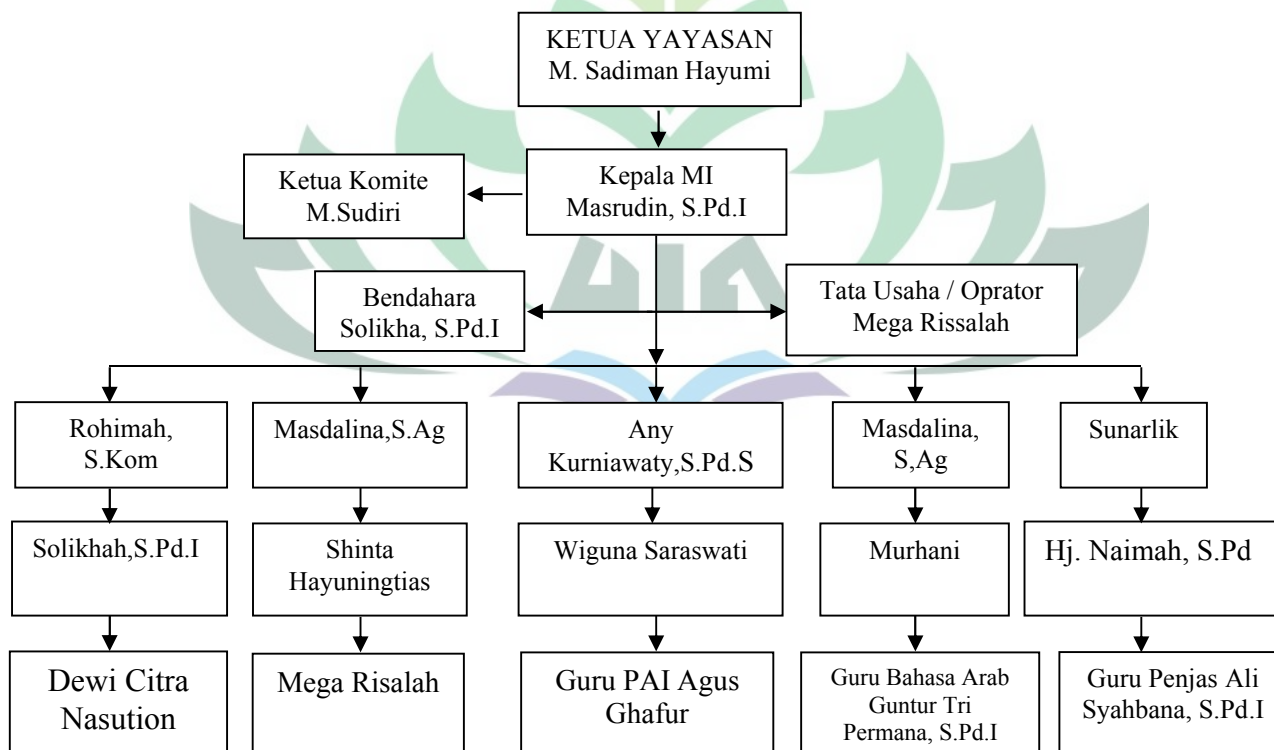 KETUA YAYASAN
M. Sadiman Hayumi
Ketua Komite
M.Sudiri
Kepala MI
Masrudin, S.Pd.I
Bendahara
Solikha, S.Pd.I
Tata Usaha / Oprator
Mega Rissalah
Rohimah,
S.Kom
Masdalina,S.Ag
Any
Kurniawaty,S.Pd.S
Masdalina,
S,Ag
Sunarlik
Solikhah,S.Pd.I
Shinta
Hayuningtias
Wiguna Saraswati
Murhani
Hj. Naimah, S.Pd
Dewi Citra
Nasution
Mega Risalah
Guru PAI Agus
Ghafur
Guru Bahasa Arab
Guntur Tri
Permana, S.Pd.I
Guru Penjas Ali
Syahbana, S.Pd.I